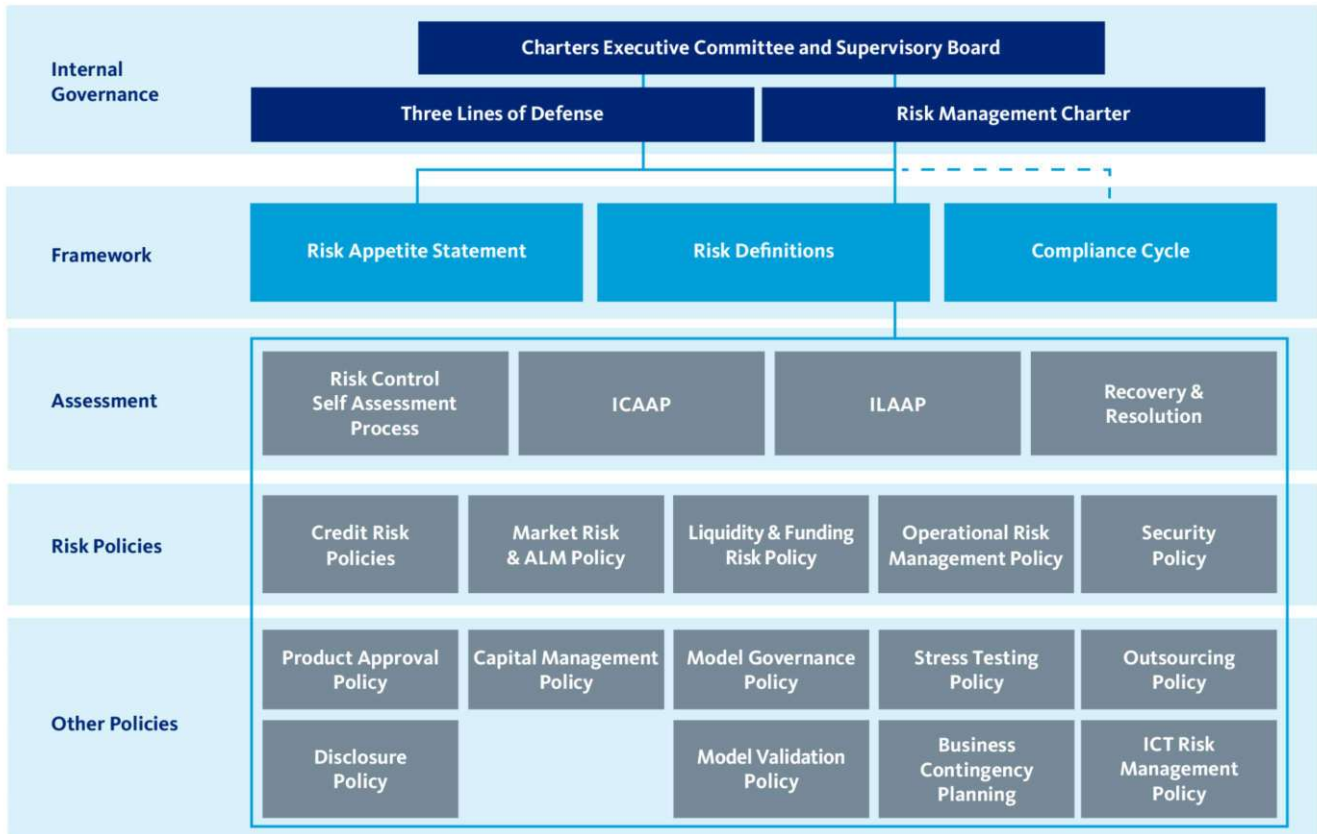 Internal
Governance
Charters Executive Committee and Supervisory Board
Three Lines of Defense
Risk Management Charter
Framework
Risk Appetite Statement
Risk Definitions
Compliance Cycle
Assessment
Risk Control
Self Assessment
Process
ICAAP
ILAAP
Recovery &
Resolution
Risk Policies
Credit Risk
Policies
Market Risk
& ALM Policy
Liquidity & Funding
Risk Policy
Operational Risk
Management Policy
Security
Policy
Other Policies
Product Approval
Policy
Capital Management
Policy
Model Governance
Policy
Stress Testing
Policy
Outsourcing
Policy
Disclosure
Policy
Model Validation
Policy
Business
Contingency
Planning
ICT Risk
Management
Policy